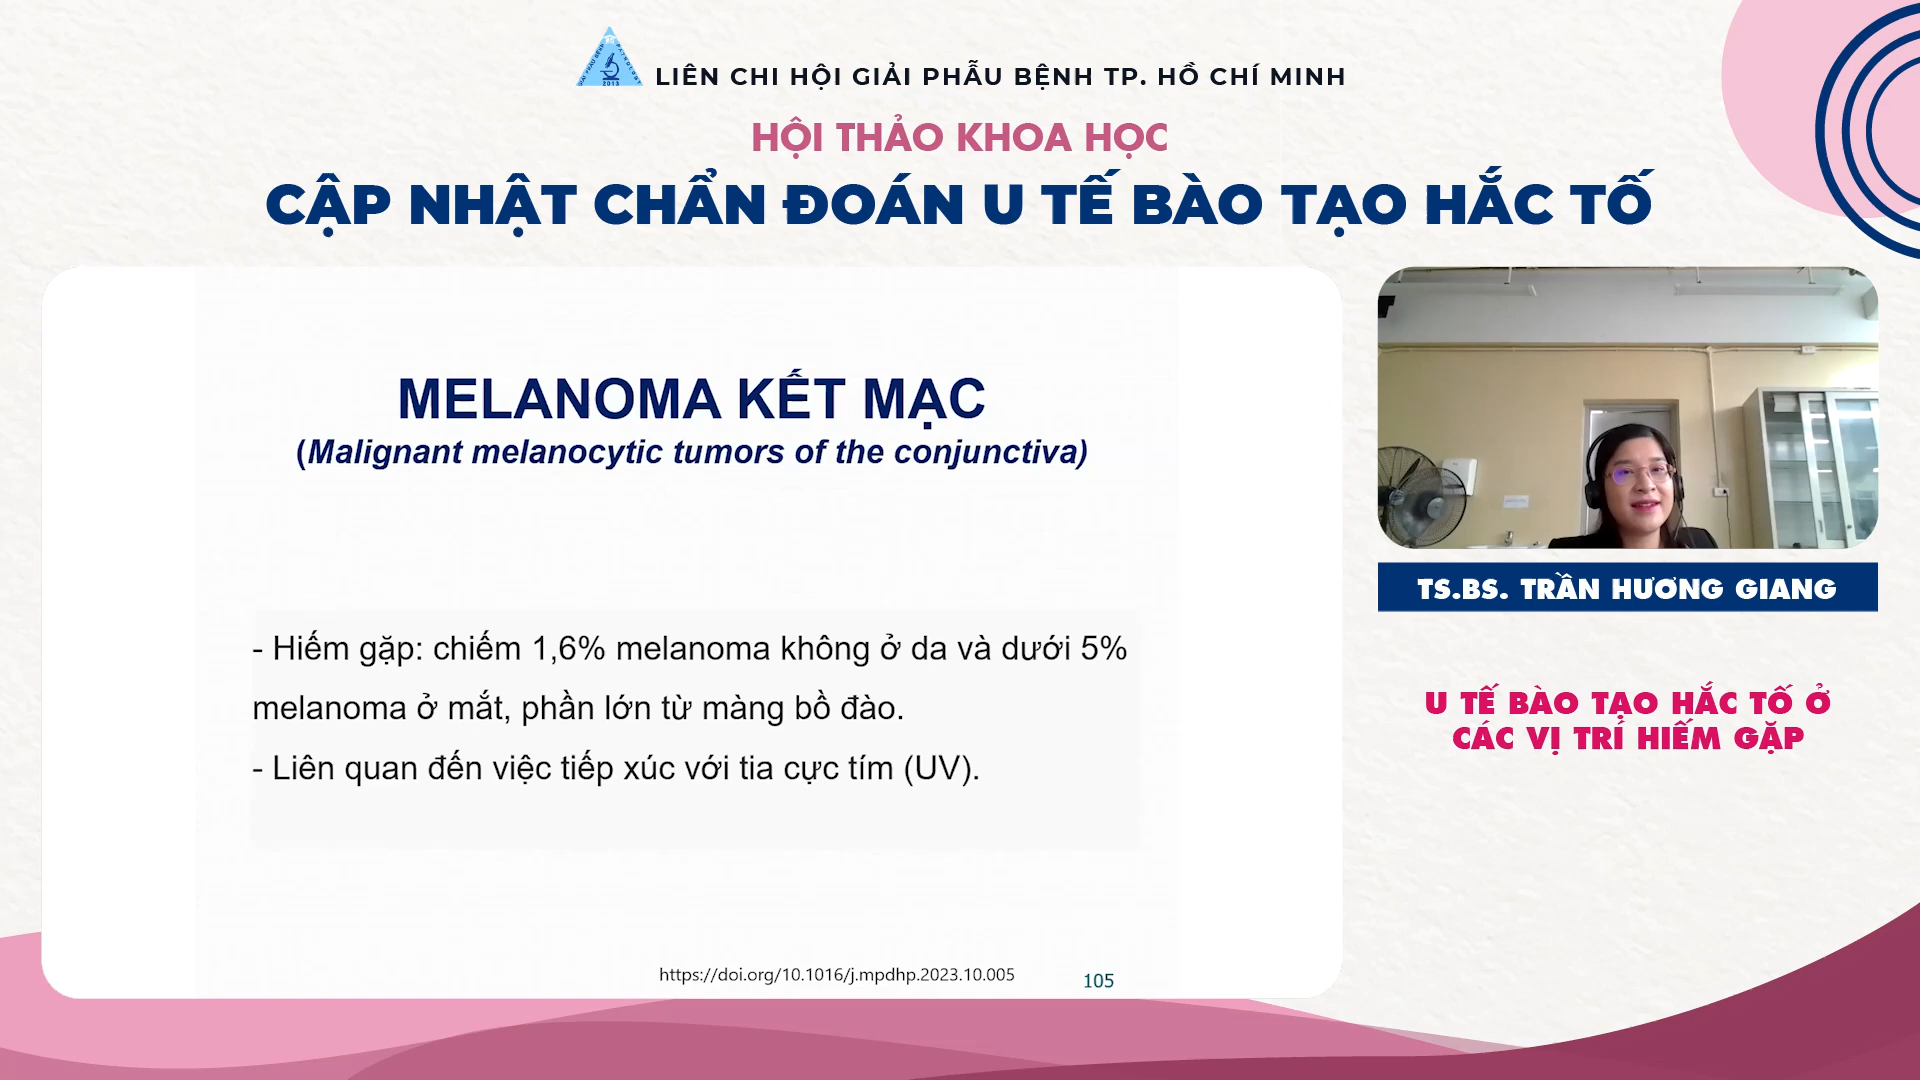 LIÊN CHI HỘI GIẢI PHẪU BỆNH TP. HỒ CHÍ MINH
HỘI THẢO KHOA HỌC
CẬP NHẬT CHẨN ĐOÁN U TẾ BÀO TẠO HẮC TỐ
MELANOMA KẾT MẠC
(Malignant melanocytic tumors of the conjunctiva)
- Hiếm gặp: chiếm 1,6% melanoma không ở da và dưới 5%
melanoma ở mắt, phần lớn từ màng bồ đào.
- Liên quan đến việc tiếp xúc với tia cực tím (UV).
https://doi.org/10.1016/j.mpdhp.2023.10.005
105
TS.BS. TRẦN HƯƠNG GIANG
U TẾ BÀO TẠO HẮC TỐ Ở
CÁC VỊ TRÍ HIẾM GẶP